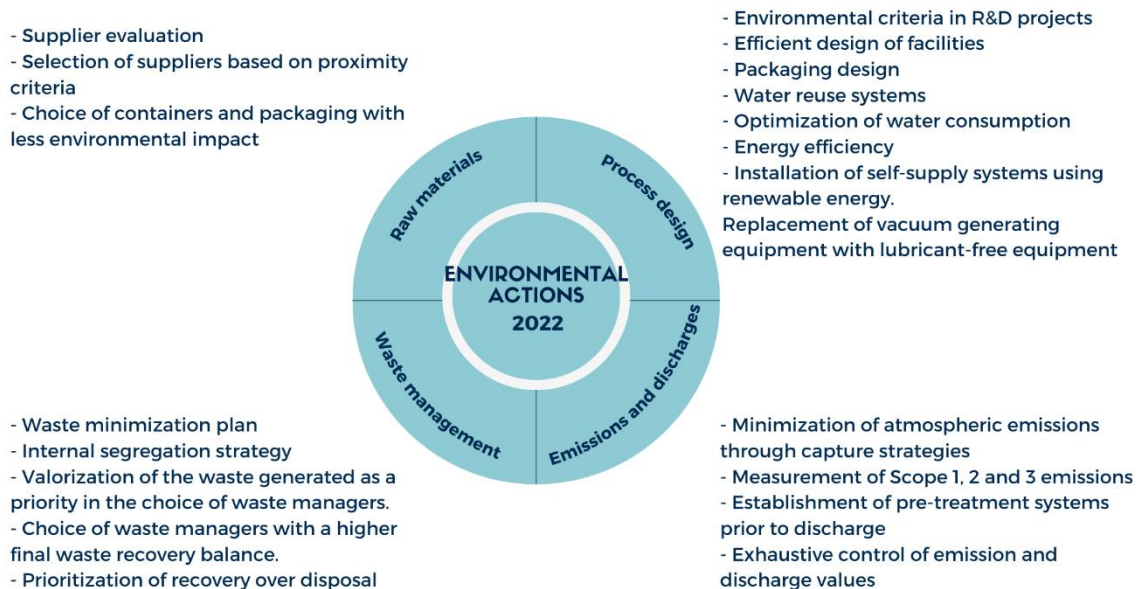 - Supplier evaluation
- Selection of suppliers based on proximity
criteria
- Choice of containers and packaging with
less environmental impact
- Environmental criteria in R&D projects
- Efficient design of facilities
- Packaging design
- Water reuse systems
- Optimization of water consumption
- Energy efficiency
- Installation of self-supply systems using
renewable energy.
Replacement of vacuum generating
equipment with lubricant-free equipment
Raw materials
Process design
ENVIRONMENTAL
ACTIONS
2022
Waste management
Emissions and discharges
- Waste minimization plan
- Internal segregation strategy
- Valorization of the waste generated as a
priority in the choice of waste managers.
- Choice of waste managers with a higher
final waste recovery balance.
- Prioritization of recovery over disposal
- Minimization of atmospheric emissions
through capture strategies
- Measurement of Scope 1, 2 and 3 emissions
- Establishment of pre-treatment systems
prior to discharge
- Exhaustive control of emission and
discharge values